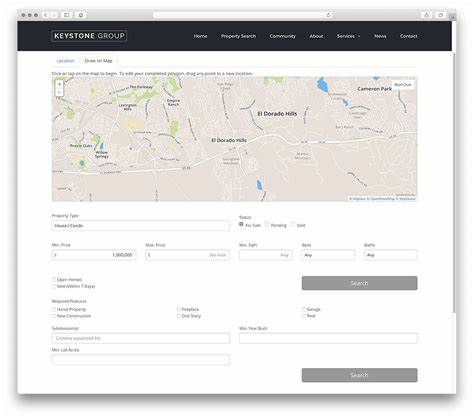 KEYSTONE GROUP
Home Property Search Community About Services News Contact
Location Draw on Map
Click or tap on the map to begin. To edit your completed polygon, drag any point to a new location.
+
-
Start Over
The Parkway
Empire Ranch
Lexington Hills
Cameron Park
El Dorado Hills
El Dorado Hills
Prairie Oaks
Willow Springs
© Mapbox © OpenStreetMap
Property Type
House / Condo
Status
For Sale Pending Sold
Min. Price Max. Price Min. Sqft. Beds Baths
$ 1,000,000 $ No max Any Any
Open Homes
New (Within 7 Days)
Search
Required Features
Horse Property Fireplace Garage
New Construction One Story Pool
Subdivision(s) Min. Year Built
Comma separated list
Min. Lot Acres
Search